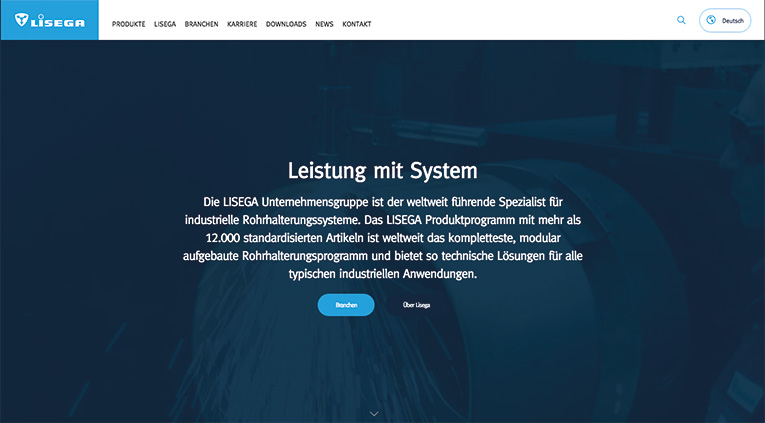 LISEGA
PRODUKTE LISEGA BRANCHEN KARRIERE DOWNLOADS NEWS KONTAKT
Deutsch
Leistung mit System
Die LISEGA Unternehmensgruppe ist der weltweit führende Spezialist für
industrielle Rohrhalterungssysteme. Das LISEGA Produktprogramm mit mehr als
12.000 standardisierten Artikeln ist weltweit das kompletteste, modular
aufgebaute Rohrhalterungsprogramm und bietet so technische Lösungen für alle
typischen industriellen Anwendungen.
Branchen Über Lisega